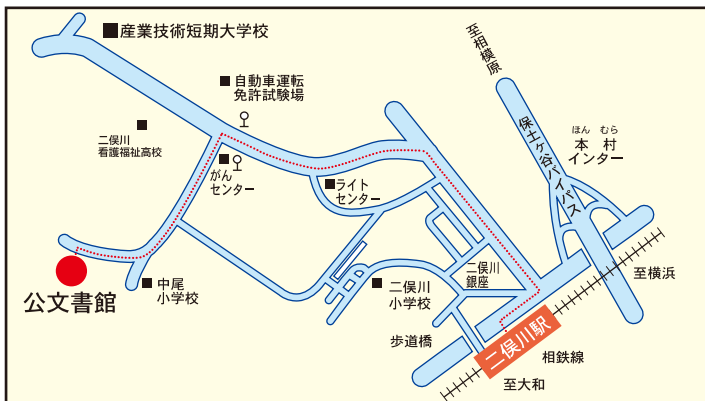 産業技術短期大学校
至相模原
自動車運転
免許試験場
保土ヶ谷バイパス
ほん むら
本 村
インター
二俣川
看護福祉高校
がん
センター
ライト
センター
至横浜
二俣川
銀座
中尾
小学校
二俣川
小学校
公文書館
歩道橋
二俣川駅
相鉄線
至大和